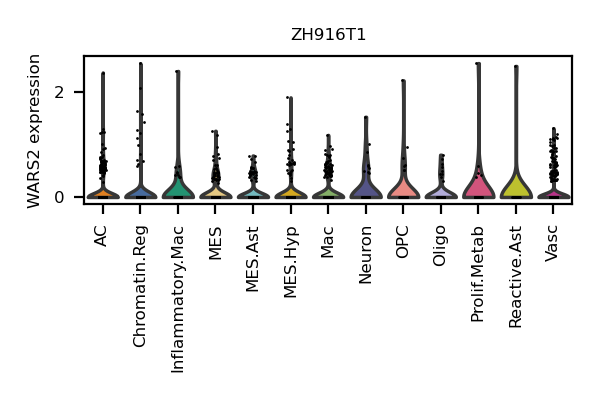 ZH916T1
WARS2 expression
2
0
AC
Chromatin.Reg
Inflammatory.Mac
MES
MES.Ast
MES.Hyp
Mac
Neuron
OPC
Oligo
Prolif.Metab
Reactive.Ast
Vasc